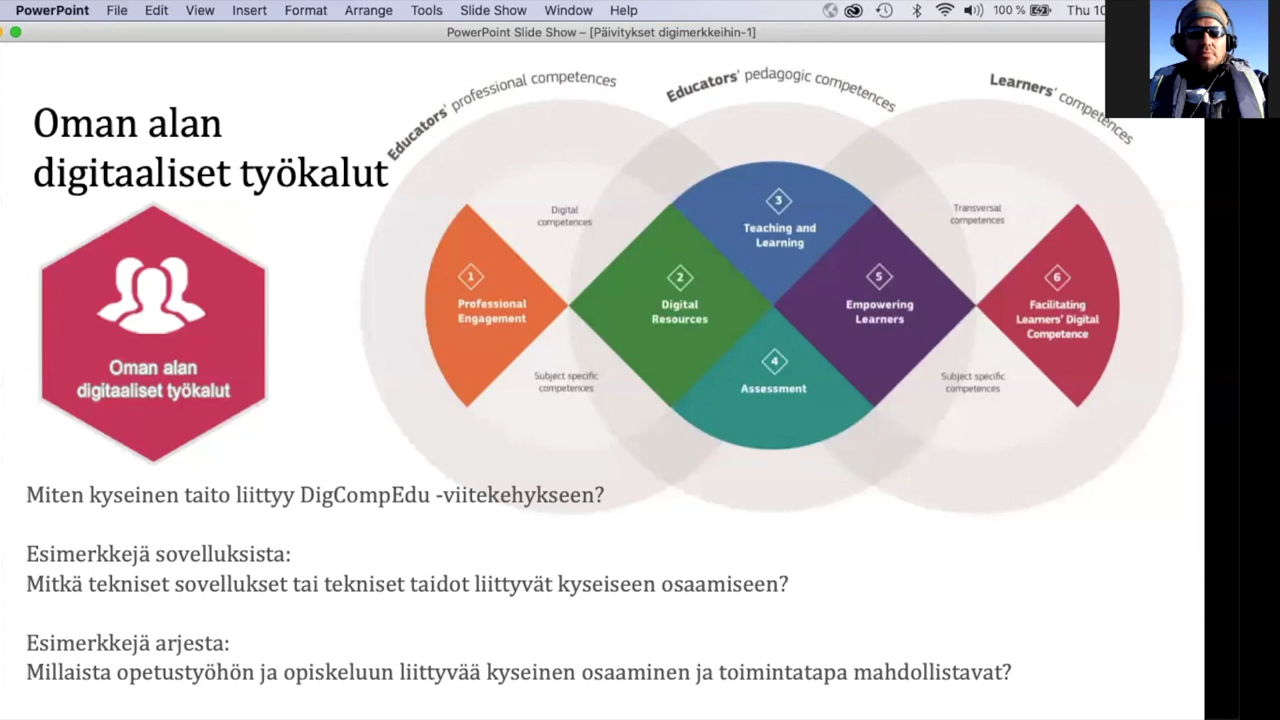 PowerPoint File Edit View Insert Format Arrange Tools Slide Show Window Help 100 % Thu 10
PowerPoint Slide Show – [Päivitykset digimerkkeihin-1]
Oman alan
digitaaliset työkalut
Educators' professional competences
Educators' pedagogic competences
Learners' competences
Digital
competences
Transversal
competences
3
Teaching and
Learning
1
Professional
Engagement
2
Digital
Resources
5
Empowering
Learners
6
Facilitating
Learners' Digital
Competence
4
Assessment
Subject specific
competences
Subject specific
competences
Oman alan
digitaaliset työkalut
Miten kyseinen taito liittyy DigCompEdu -viitekehykseen?
Esimerkkejä sovelluksista:
Mitkä tekniset sovellukset tai tekniset taidot liittyvät kyseiseen osaamiseen?
Esimerkkejä arjesta:
Millaista opetustyöhön ja opiskeluun liittyvää kyseinen osaaminen ja toimintatapa mahdollistavat?